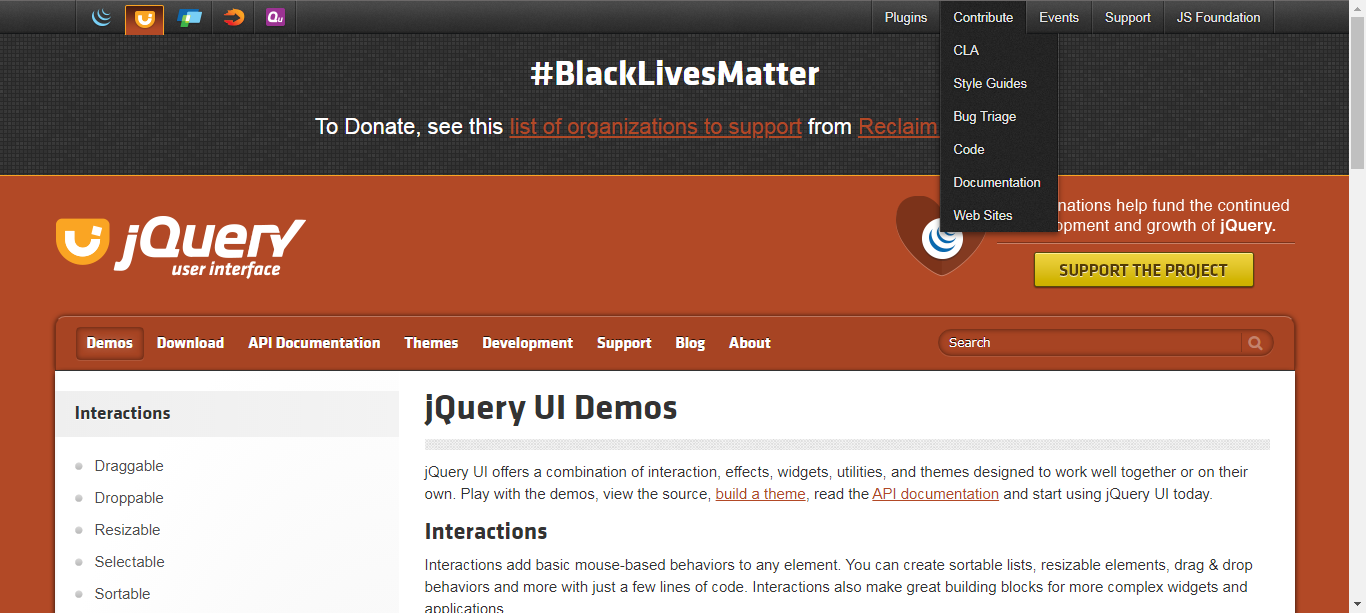 Qu
Plugins
Contribute
Events
Support
JS Foundation
CLA
Style Guides
Bug Triage
Code
Documentation
Web Sites
#BlackLivesMatter
To Donate, see this list of organizations to support from Reclaim
nations help fund the continued
opment and growth of jQuery.
SUPPORT THE PROJECT
jQuery
user interface
Demos
Download
API Documentation
Themes
Development
Support
Blog
About
Search
Interactions
Draggable
Droppable
Resizable
Selectable
Sortable
jQuery UI Demos
jQuery UI offers a combination of interaction, effects, widgets, utilities, and themes designed to work well together or on their
own. Play with the demos, view the source, build a theme, read the API documentation and start using jQuery UI today.
Interactions
Interactions add basic mouse-based behaviors to any element. You can create sortable lists, resizable elements, drag & drop
behaviors and more with just a few lines of code. Interactions also make great building blocks for more complex widgets and
applications